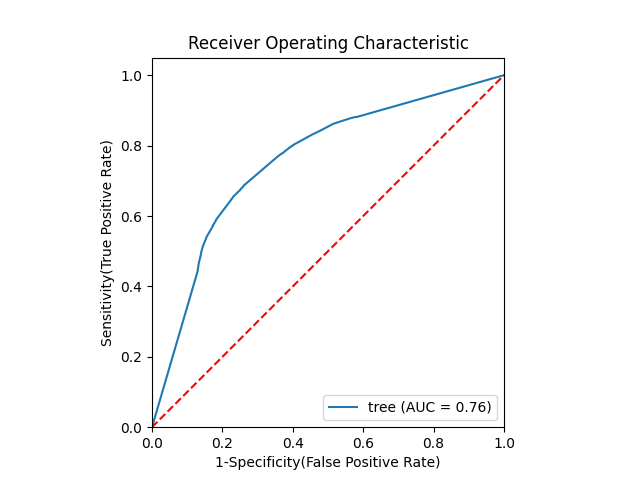 Receiver Operating Characteristic
Sensitivity(True Positive Rate)
1.0
0.8
0.6
0.4
0.2
0.0
tree (AUC = 0.76)
0.0 0.2 0.4 0.6 0.8 1.0
1-Specificity(False Positive Rate)